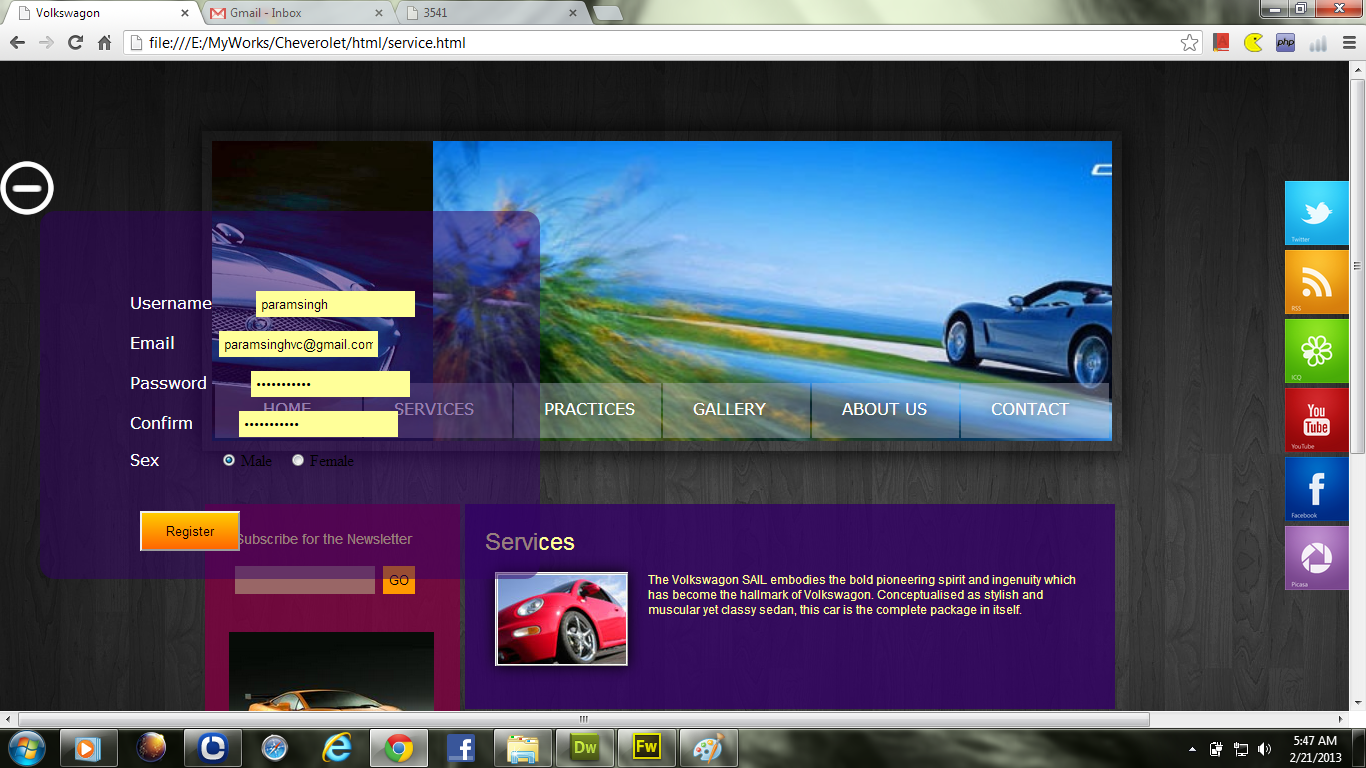 Volkswagon
Gmail - Inbox
3541
file:///E:/MyWorks/Cheverolet/html/service.html
php
Twitter
RSS
ICQ
You
Tube
YouTube
Facebook
Picasa
Username paramsingh
Email paramsinghvc@gmail.com
Password •••••••••••
Confirm •••••••••••
Sex Male Female
Register
HOME SERVICES PRACTICES GALLERY ABOUT US CONTACT
Subscribe for the Newsletter
GO
Services
The Volkswagon SAIL embodies the bold pioneering spirit and ingenuity which
has become the hallmark of Volkswagon. Conceptualised as stylish and
muscular yet classy sedan, this car is the complete package in itself.
Dw
Fw
5:47 AM
2/21/2013